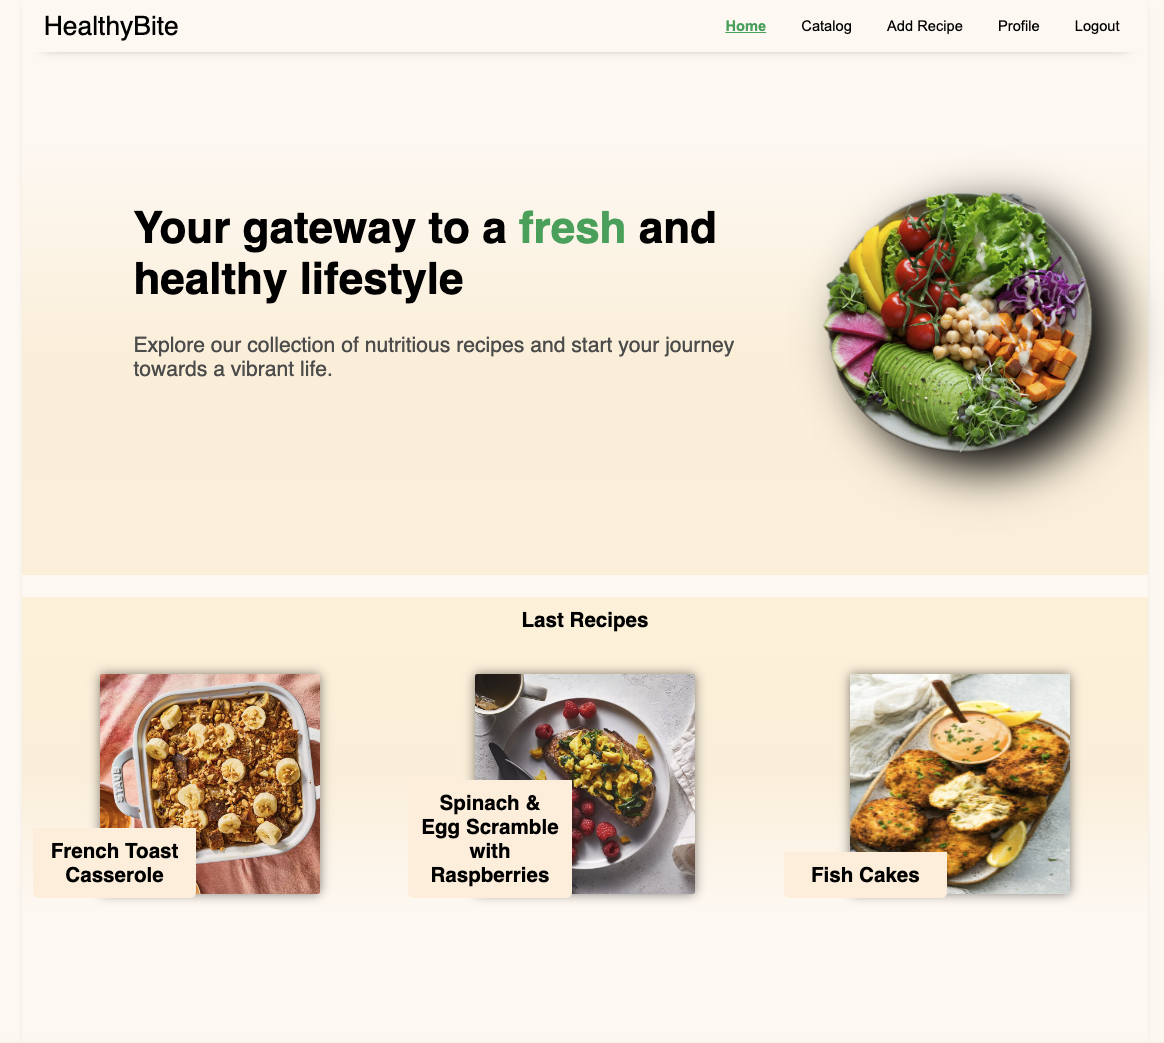 HealthyBite
Home Catalog Add Recipe Profile Logout
Your gateway to a fresh and
healthy lifestyle
Explore our collection of nutritious recipes and start your journey
towards a vibrant life.
Last Recipes
STAUB
French Toast
Casserole
Spinach &
Egg Scramble
with
Raspberries
Fish Cakes